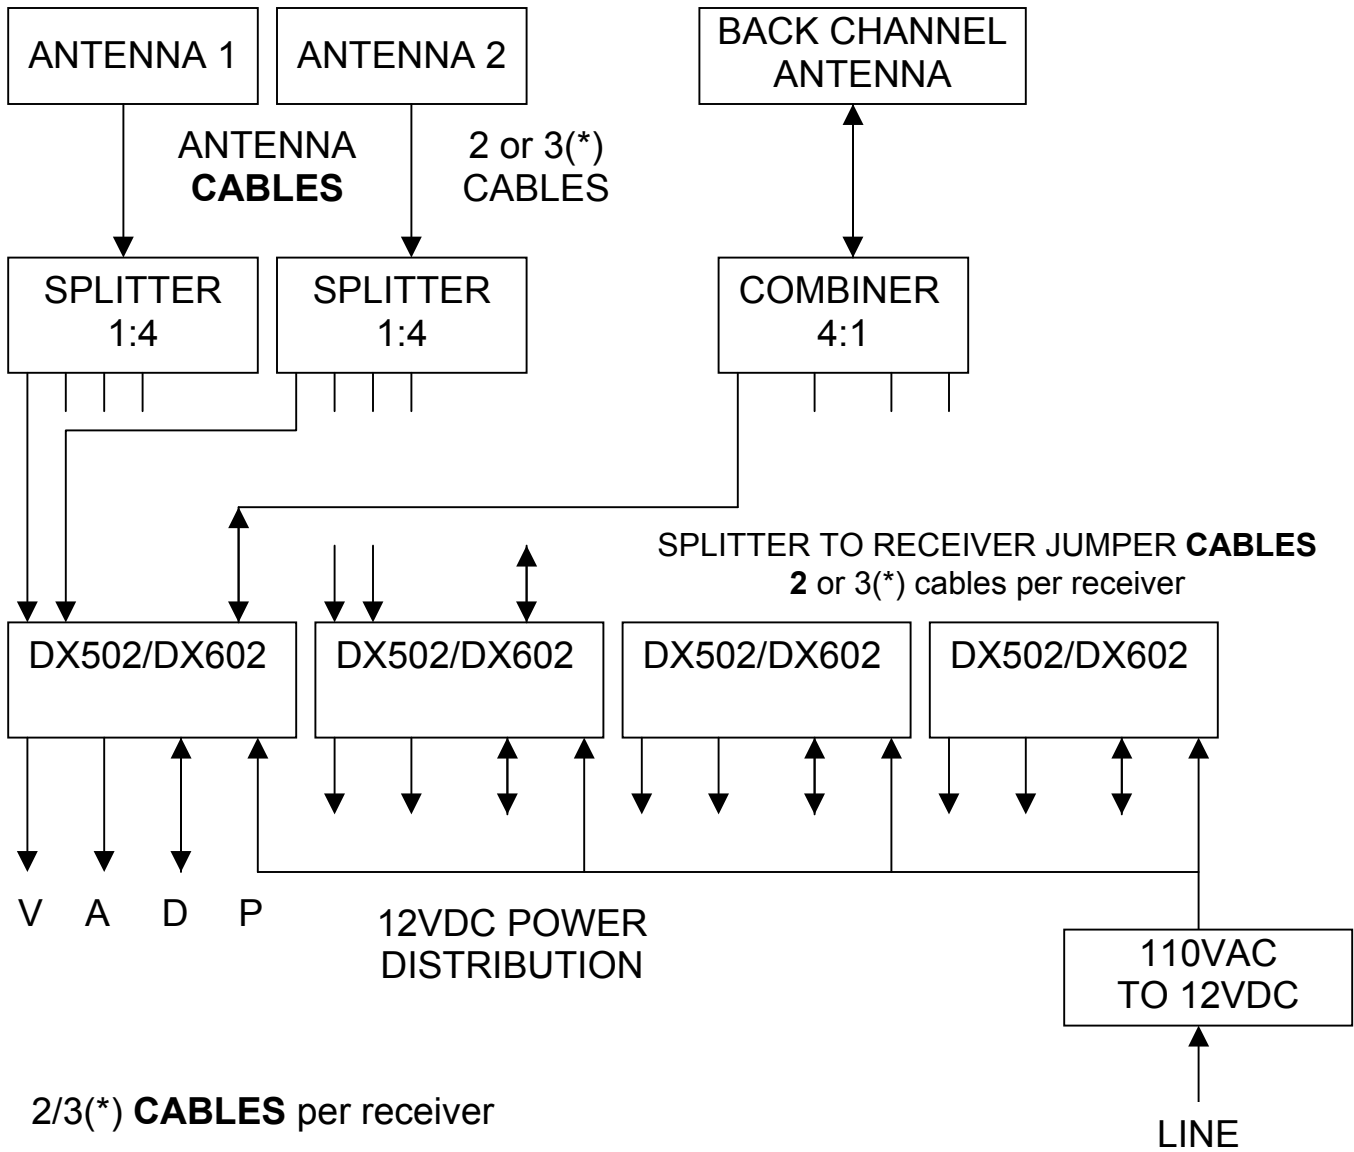 ANTENNA 1
ANTENNA 2
BACK CHANNEL
ANTENNA
ANTENNA
CABLES
2 or 3(*)
CABLES
SPLITTER
1:4
SPLITTER
1:4
COMBINER
4:1
SPLITTER TO RECEIVER JUMPER CABLES
2 or 3(*) cables per receiver
DX502/DX602
DX502/DX602
DX502/DX602
DX502/DX602
V A D P
12VDC POWER
DISTRIBUTION
110VAC
TO 12VDC
2/3(*) CABLES per receiver
LINE